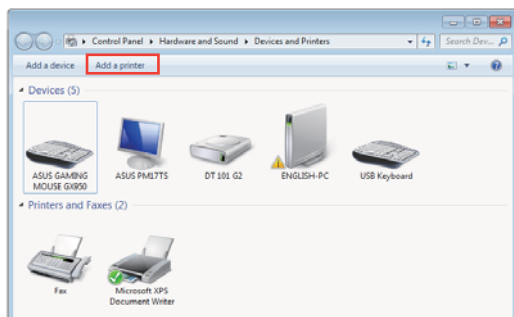 Control Panel ▸ Hardware and Sound ▸ Devices and Printers
Search Dev...
Add a device
Add a printer
Devices (5)
ASUS GAMING
MOUSE GX950
ASUS PM17TS
DT 101 G2
ENGLISH-PC
USB Keyboard
Printers and Faxes (2)
Fax
Microsoft XPS
Document Writer